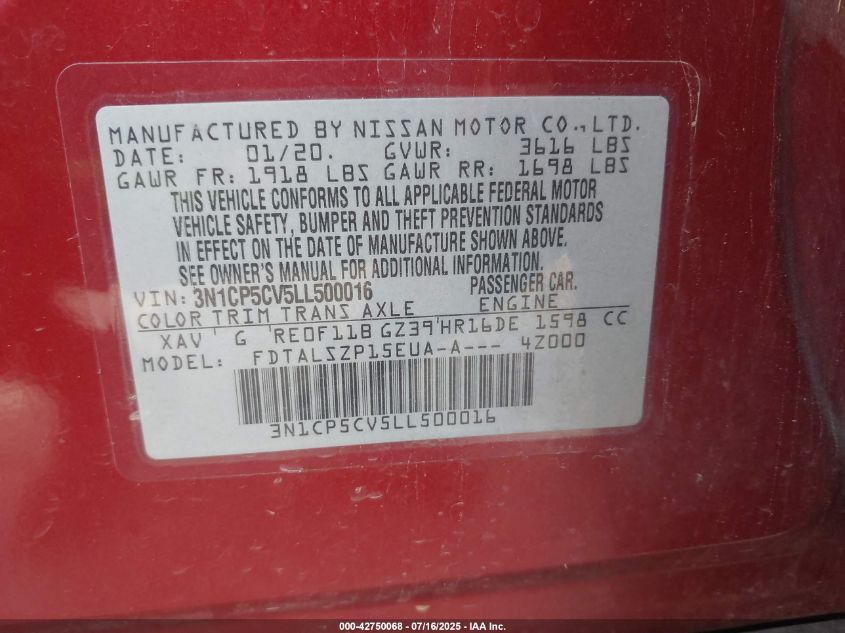 MANUFACTURED BY NISSAN MOTOR CO., LTD.
DATE: 01/20. GVWR: 3616 LBS
GAWR FR: 1918 LBS GAWR RR: 1698 LBS
THIS VEHICLE CONFORMS TO ALL APPLICABLE FEDERAL MOTOR
VEHICLE SAFETY, BUMPER AND THEFT PREVENTION STANDARDS
IN EFFECT ON THE DATE OF MANUFACTURE SHOWN ABOVE.
SEE OWNER'S MANUAL FOR ADDITIONAL INFORMATION.
VIN: 3N1CP5CV5LL500016 PASSENGER CAR.
COLOR TRIM TRANS AXLE ENGINE
XAV ' G 'RE0F11B GZ39'HR16DE 1598 CC
MODEL: FDTALSZP15EUA-A--- 4Z000
3N1CP5CV5LL500016
000-42750068 - 07/16/2025 - IAA Inc.